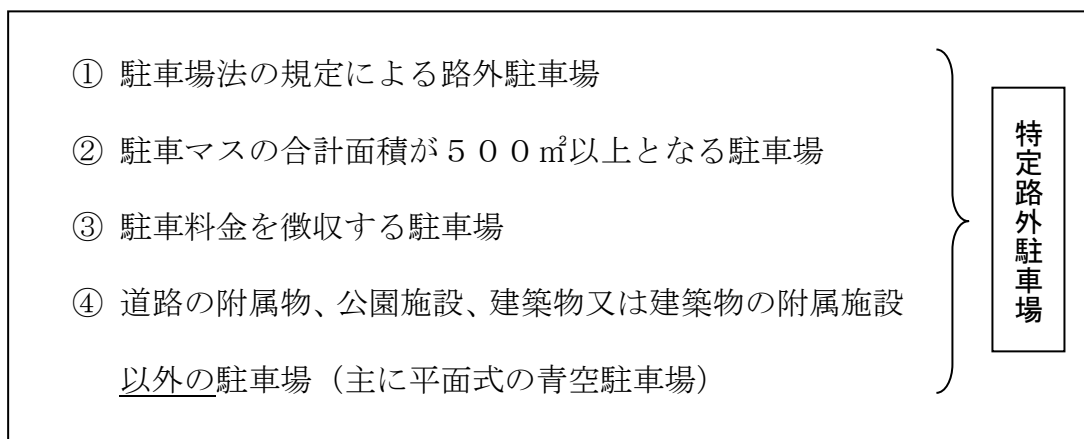 ① 駐車場法の規定による路外駐車場
② 駐車マスの合計面積が５００㎡以上となる駐車場
③ 駐車料金を徴収する駐車場
④ 道路の附属物、公園施設、建築物又は建築物の附属施設
以外の駐車場（主に平面式の青空駐車場）
特定路外駐車場